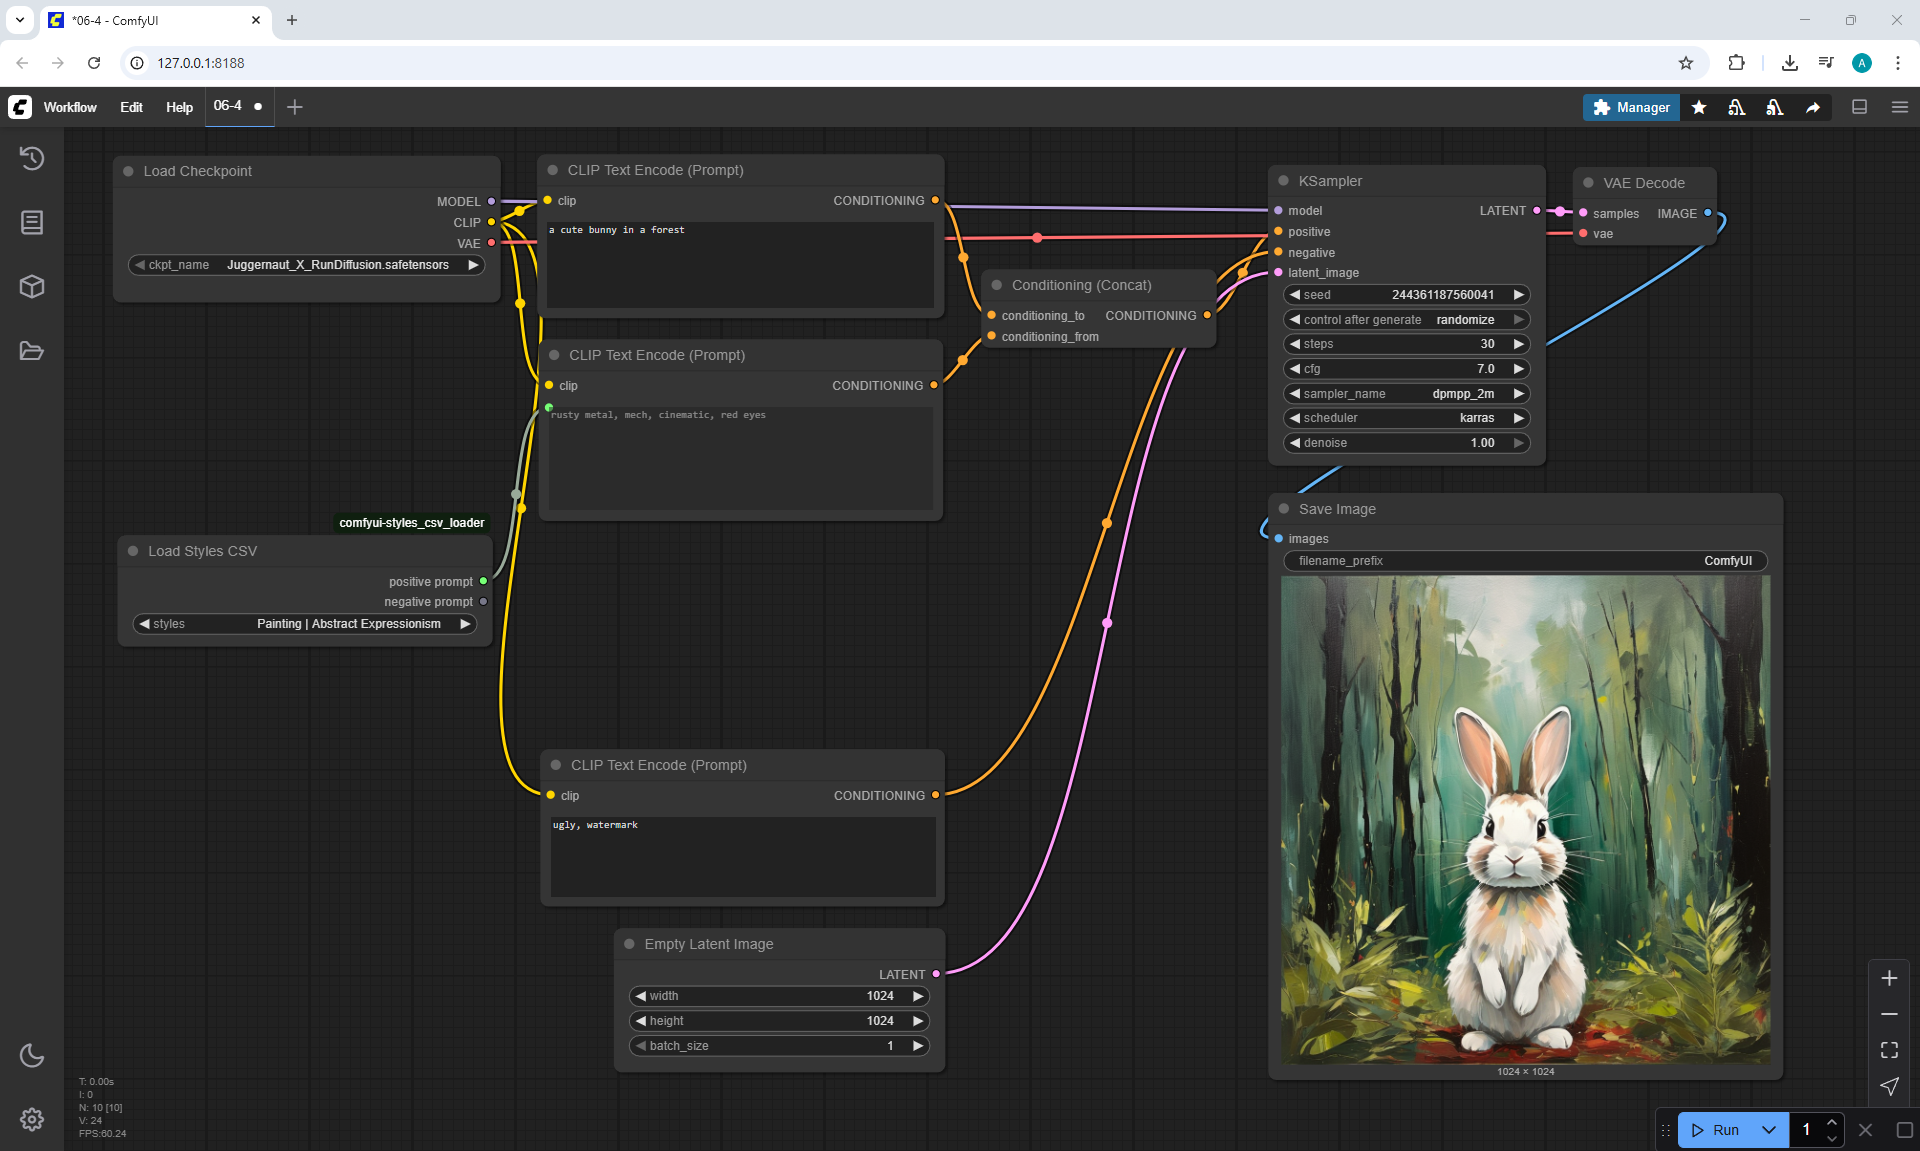 *06-4 - ComfyUI
127.0.0.1:8188
A
Workflow Edit Help 06-4
Manager
Load Checkpoint
MODEL
CLIP
VAE
ckpt_name Juggernaut_X_RunDiffusion.safetensors
CLIP Text Encode (Prompt)
clip CONDITIONING
a cute bunny in a forest
CLIP Text Encode (Prompt)
clip CONDITIONING
rusty metal, mech, cinematic, red eyes
Conditioning (Concat)
conditioning_to CONDITIONING
conditioning_from
KSampler
model LATENT
positive
negative
latent_image
seed 244361187560041
control after generate randomize
steps 30
cfg 7.0
sampler_name dpmpp_2m
scheduler karras
denoise 1.00
VAE Decode
samples IMAGE
vae
comfyui-styles_csv_loader
Load Styles CSV
positive prompt
negative prompt
styles Painting | Abstract Expressionism
Save Image
images
filename_prefix ComfyUI
1024 × 1024
CLIP Text Encode (Prompt)
clip CONDITIONING
ugly, watermark
Empty Latent Image
LATENT
width 1024
height 1024
batch_size 1
T: 0.00s
I: 0
N: 10 [10]
V: 24
FPS:60.24
Run 1